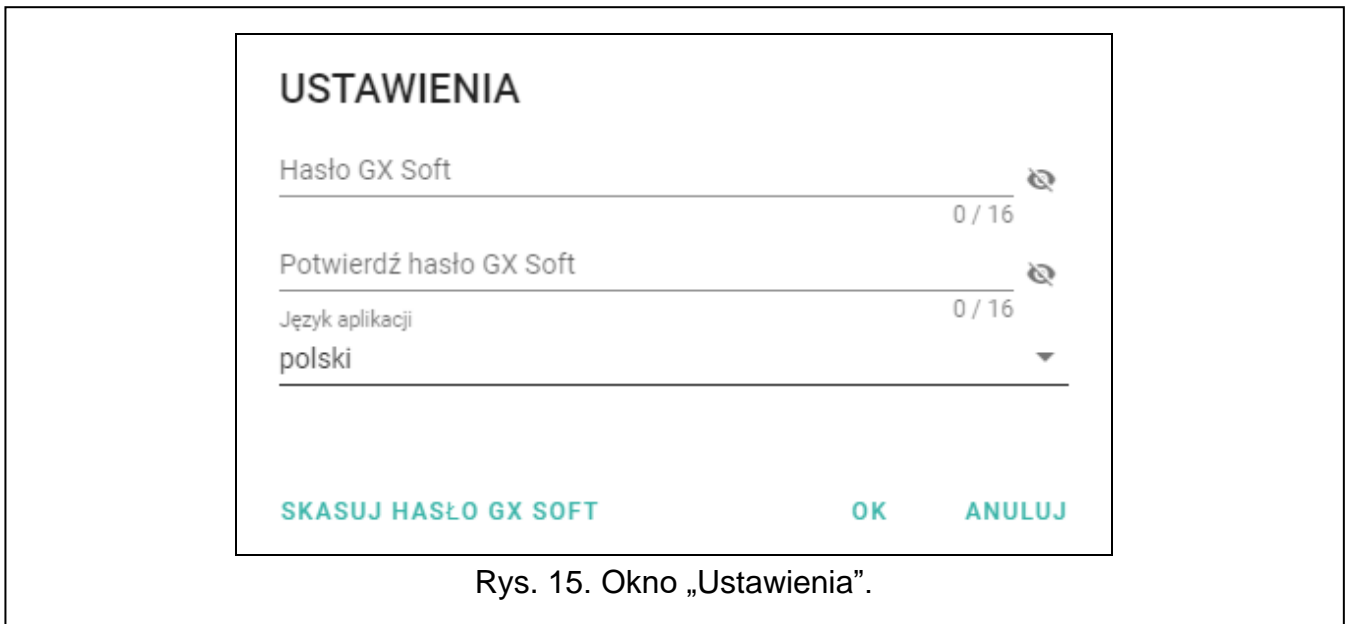 USTAWIENIA
Hasło GX Soft
0 / 16
Potwierdź hasło GX Soft
0 / 16
Język aplikacji
polski
SKASUJ HASŁO GX SOFT OK ANULUJ
Rys. 15. Okno „Ustawienia”.